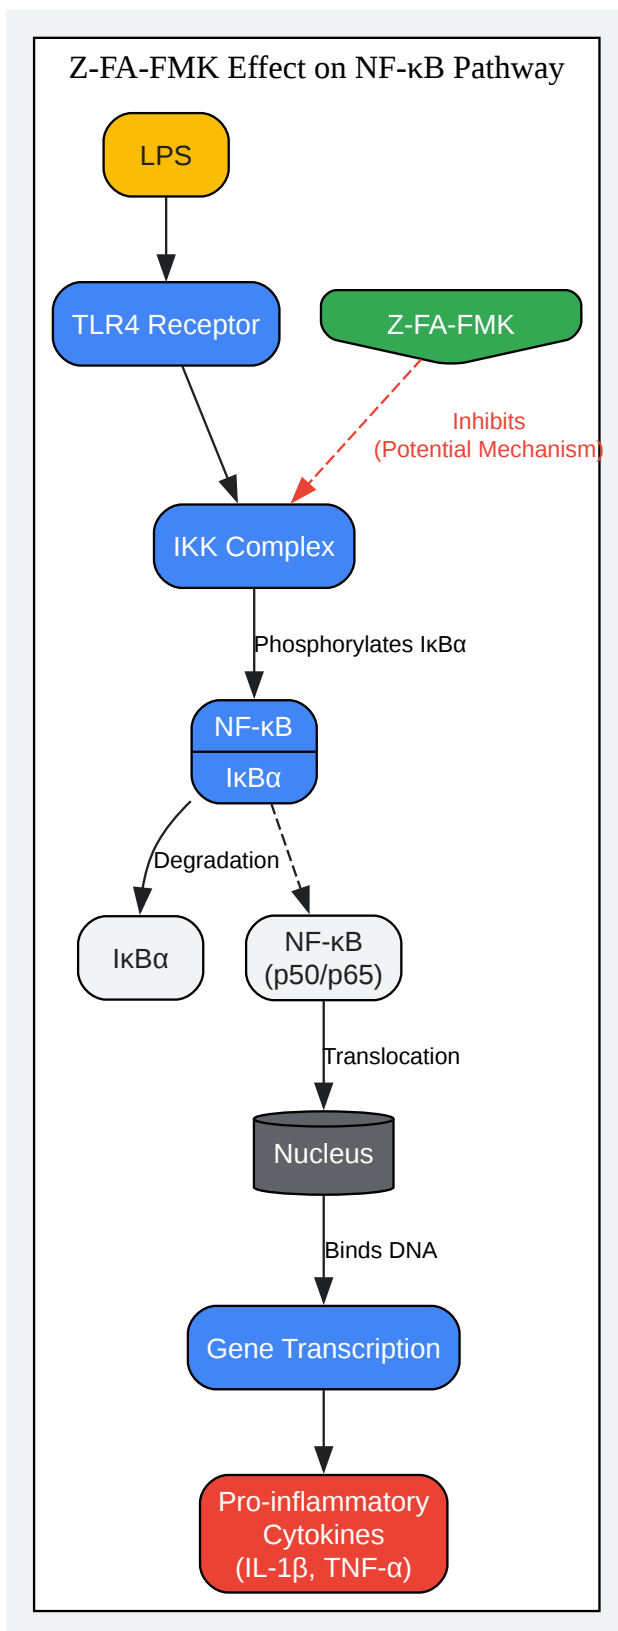 Z-FA-FMK Effect on NF-κB Pathway
LPS
TLR4 Receptor
Z-FA-FMK
Inhibits
(Potential Mechanism)
IKK Complex
Phosphorylates IκBα
NF-κB
IκBα
Degradation
IκBα
NF-κB
(p50/p65)
Translocation
Nucleus
Binds DNA
Gene Transcription
Pro-inflammatory
Cytokines
(IL-1β, TNF-α)